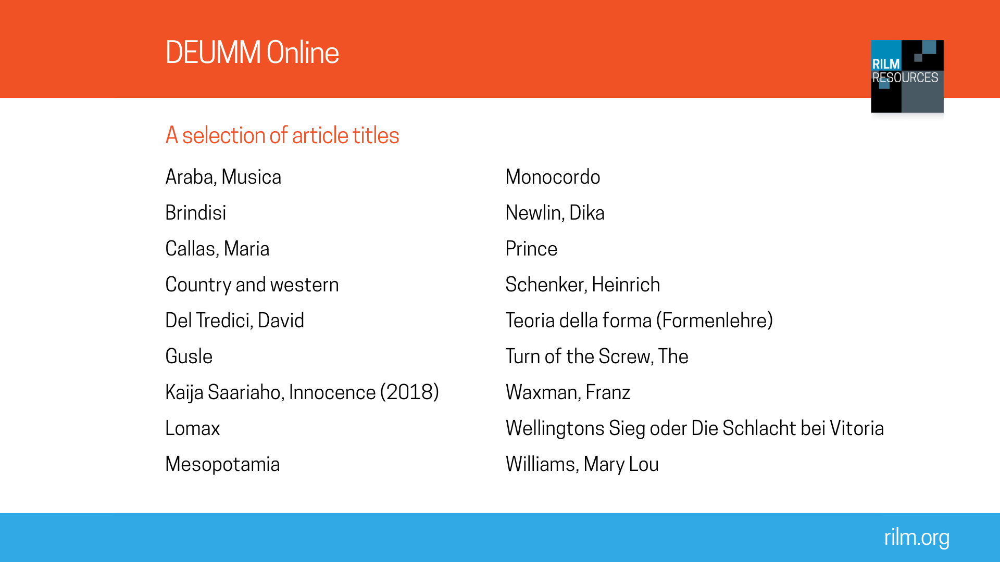 DEUMM Online
RILM
RESOURCES
A selection of article titles
Araba, Musica
Brindisi
Callas, Maria
Country and western
Del Tredici, David
Gusle
Kaija Saariaho, Innocence (2018)
Lomax
Mesopotamia
Monocordo
Newlin, Dika
Prince
Schenker, Heinrich
Teoria della forma (Formenlehre)
Turn of the Screw, The
Waxman, Franz
Wellingtons Sieg oder Die Schlacht bei Vitoria
Williams, Mary Lou
rilm.org